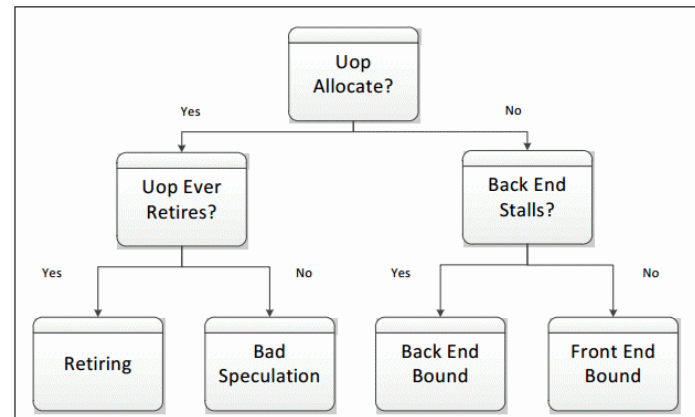 Uop
Allocate?
Yes
No
Uop Ever
Retires?
Back End
Stalls?
Yes
No
Yes
No
Retiring
Bad
Speculation
Back End
Bound
Front End
Bound